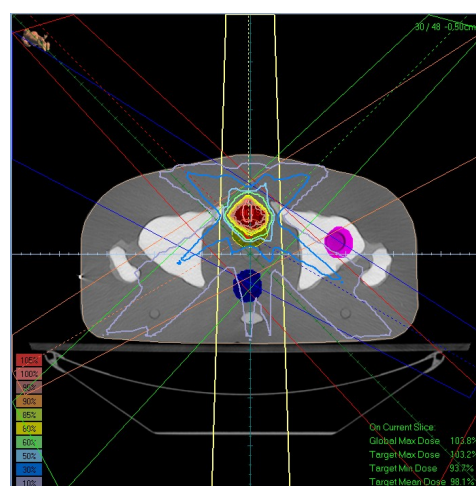 30 / 48 -0.50cm
105%
100%
95%
90%
85%
80%
60%
50%
30%
10%
On Current Slice:
Global Max Dose 103.8%
Target Max Dose 103.2%
Target Min Dose 93.7%
Target Mean Dose 98.1%